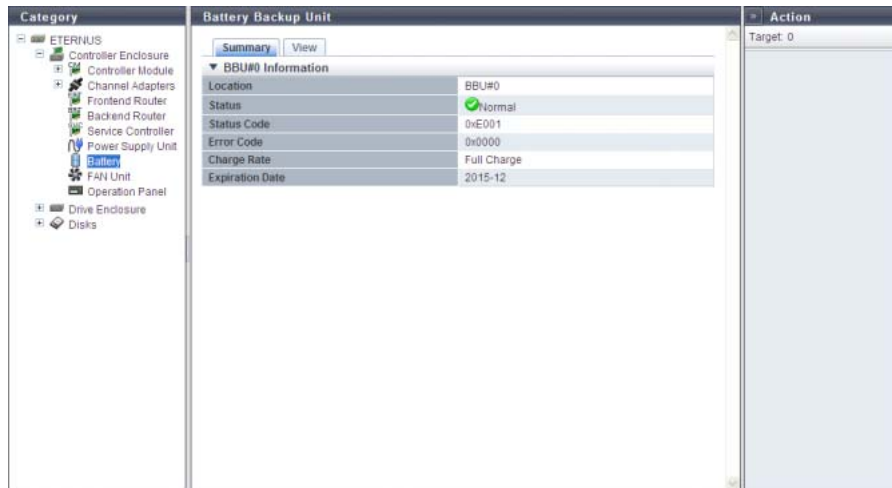 Category
ETERNUS
Controller Enclosure
Controller Module
Channel Adapters
Frontend Router
Backend Router
Service Controller
Power Supply Unit
Battery
FAN Unit
Operation Panel
Drive Enclosure
Disks
Battery Backup Unit
Summary View
BBU#0 Information
Location BBU#0
Status Normal
Status Code 0xE001
Error Code 0x0000
Charge Rate Full Charge
Expiration Date 2015-12
Action
Target: 0